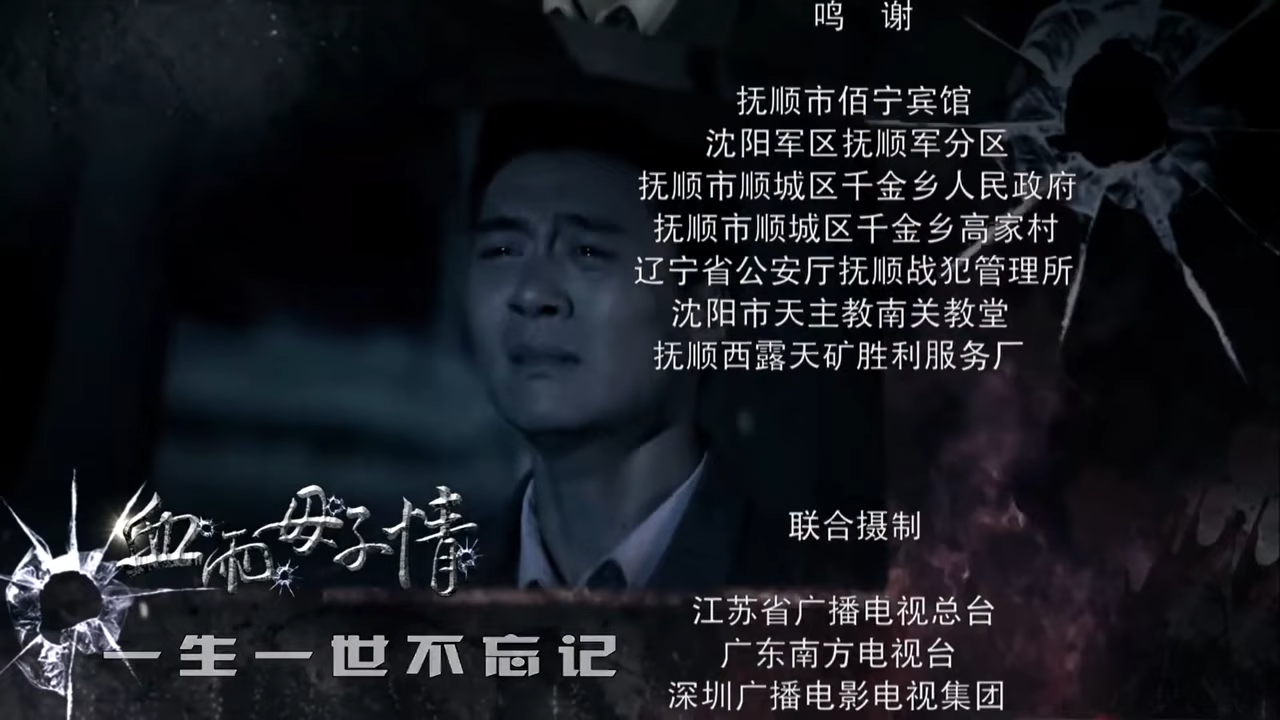 鸣 谢
抚顺市佰宁宾馆
沈阳军区抚顺军分区
抚顺市顺城区千金乡人民政府
抚顺市顺城区千金乡高家村
辽宁省公安厅抚顺战犯管理所
沈阳市天主教南关教堂
抚顺西露天矿胜利服务厂
联合摄制
江苏省广播电视总台
广东南方电视台
深圳广播电影电视集团
血雨母子情
一生一世不忘记